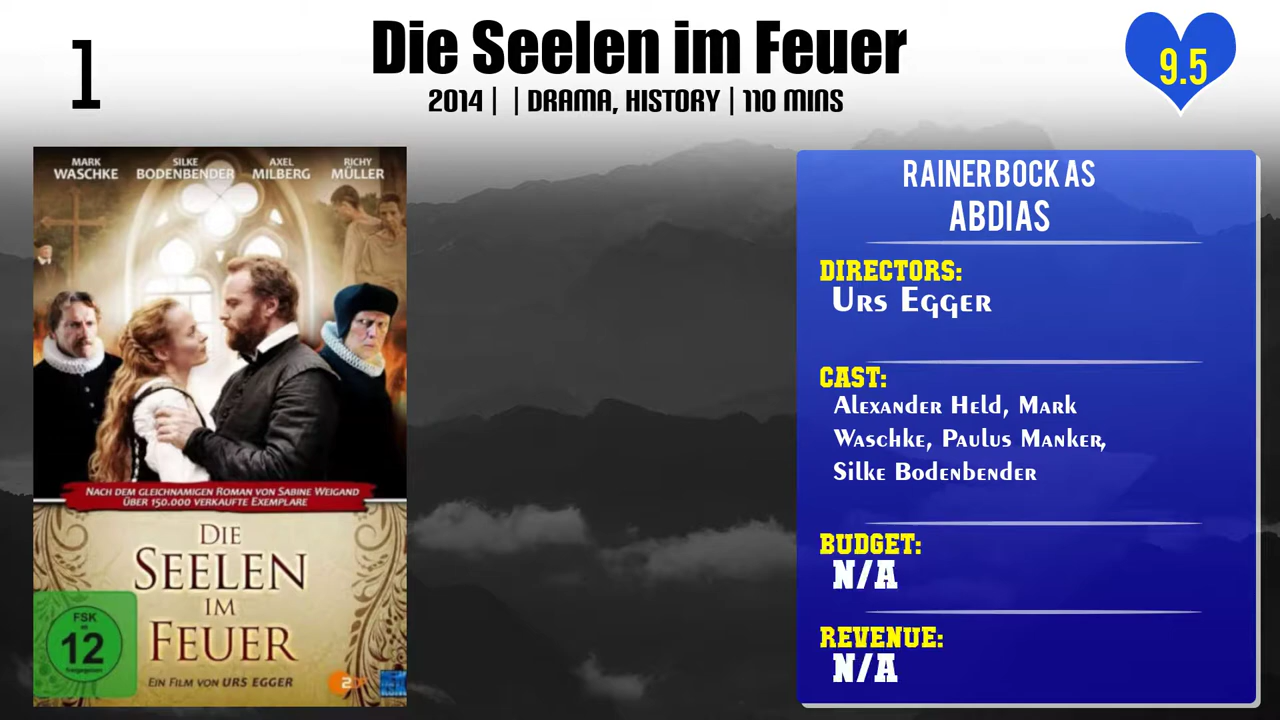 1
Die Seelen im Feuer
9.5
2014 | | DRAMA, HISTORY | 110 MINS
MARK WASCHKE
SILKE BODENBENDER
AXEL MILBERG
RICHY MÜLLER
NACH DEM GLEICHNAMIGEN ROMAN VON SABINE WEIGAND
ÜBER 150.000 VERKAUFTE EXEMPLARE
DIE
SEELEN
IM
FEUER
FSK
ab
12
freigegeben
EIN FILM VON URS EGGER
RAINER BOCK AS
ABDIAS
DIRECTORS:
URS EGGER
CAST:
ALEXANDER HELD, MARK
WASCHKE, PAULUS MANKER,
SILKE BODENBENDER
BUDGET:
N/A
REVENUE:
N/A